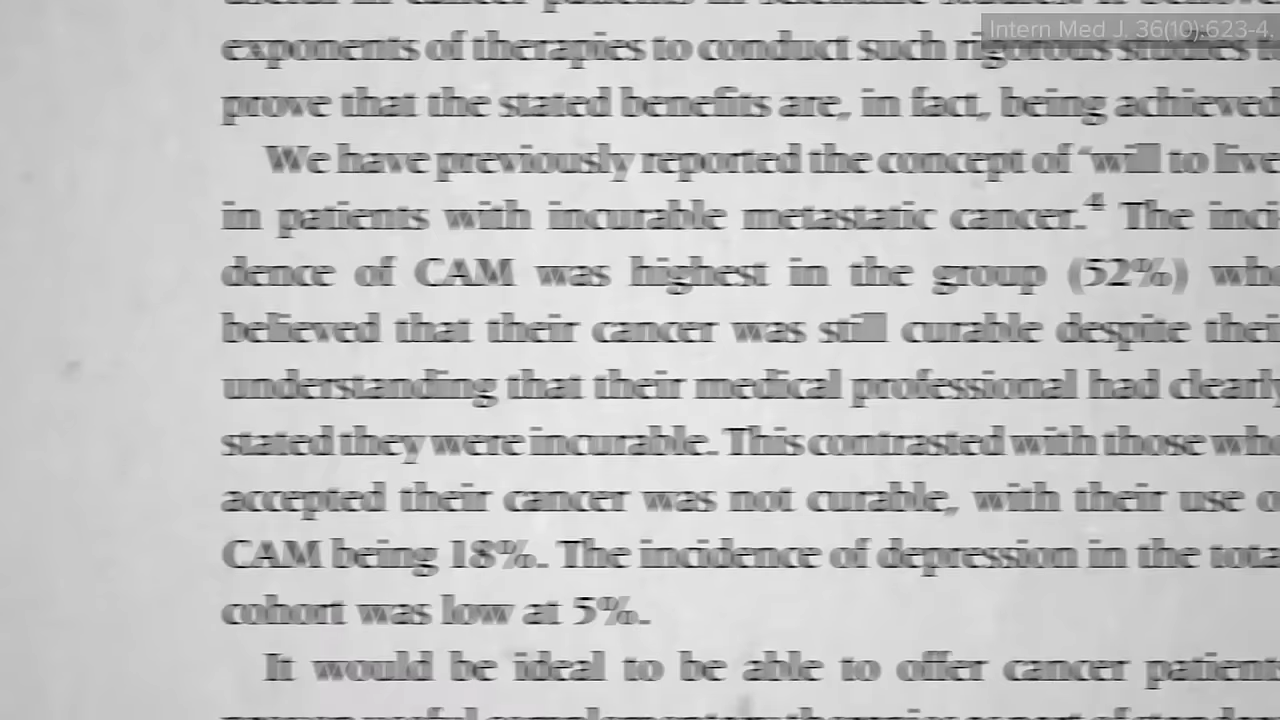 Intern Med J. 36(10):623-4.
exponents of therapies to conduct such rigorous studies to
prove that the stated benefits are, in fact, being achieved
We have previously reported the concept of ‘will to live
in patients with incurable metastatic cancer.⁴ The inci
dence of CAM was highest in the group (52%) who
believed that their cancer was still curable despite thei
understanding that their medical professional had clearly
stated they were incurable. This contrasted with those who
accepted their cancer was not curable, with their use o
CAM being 18%. The incidence of depression in the tota
cohort was low at 5%.
It would be ideal to be able to offer cancer patient